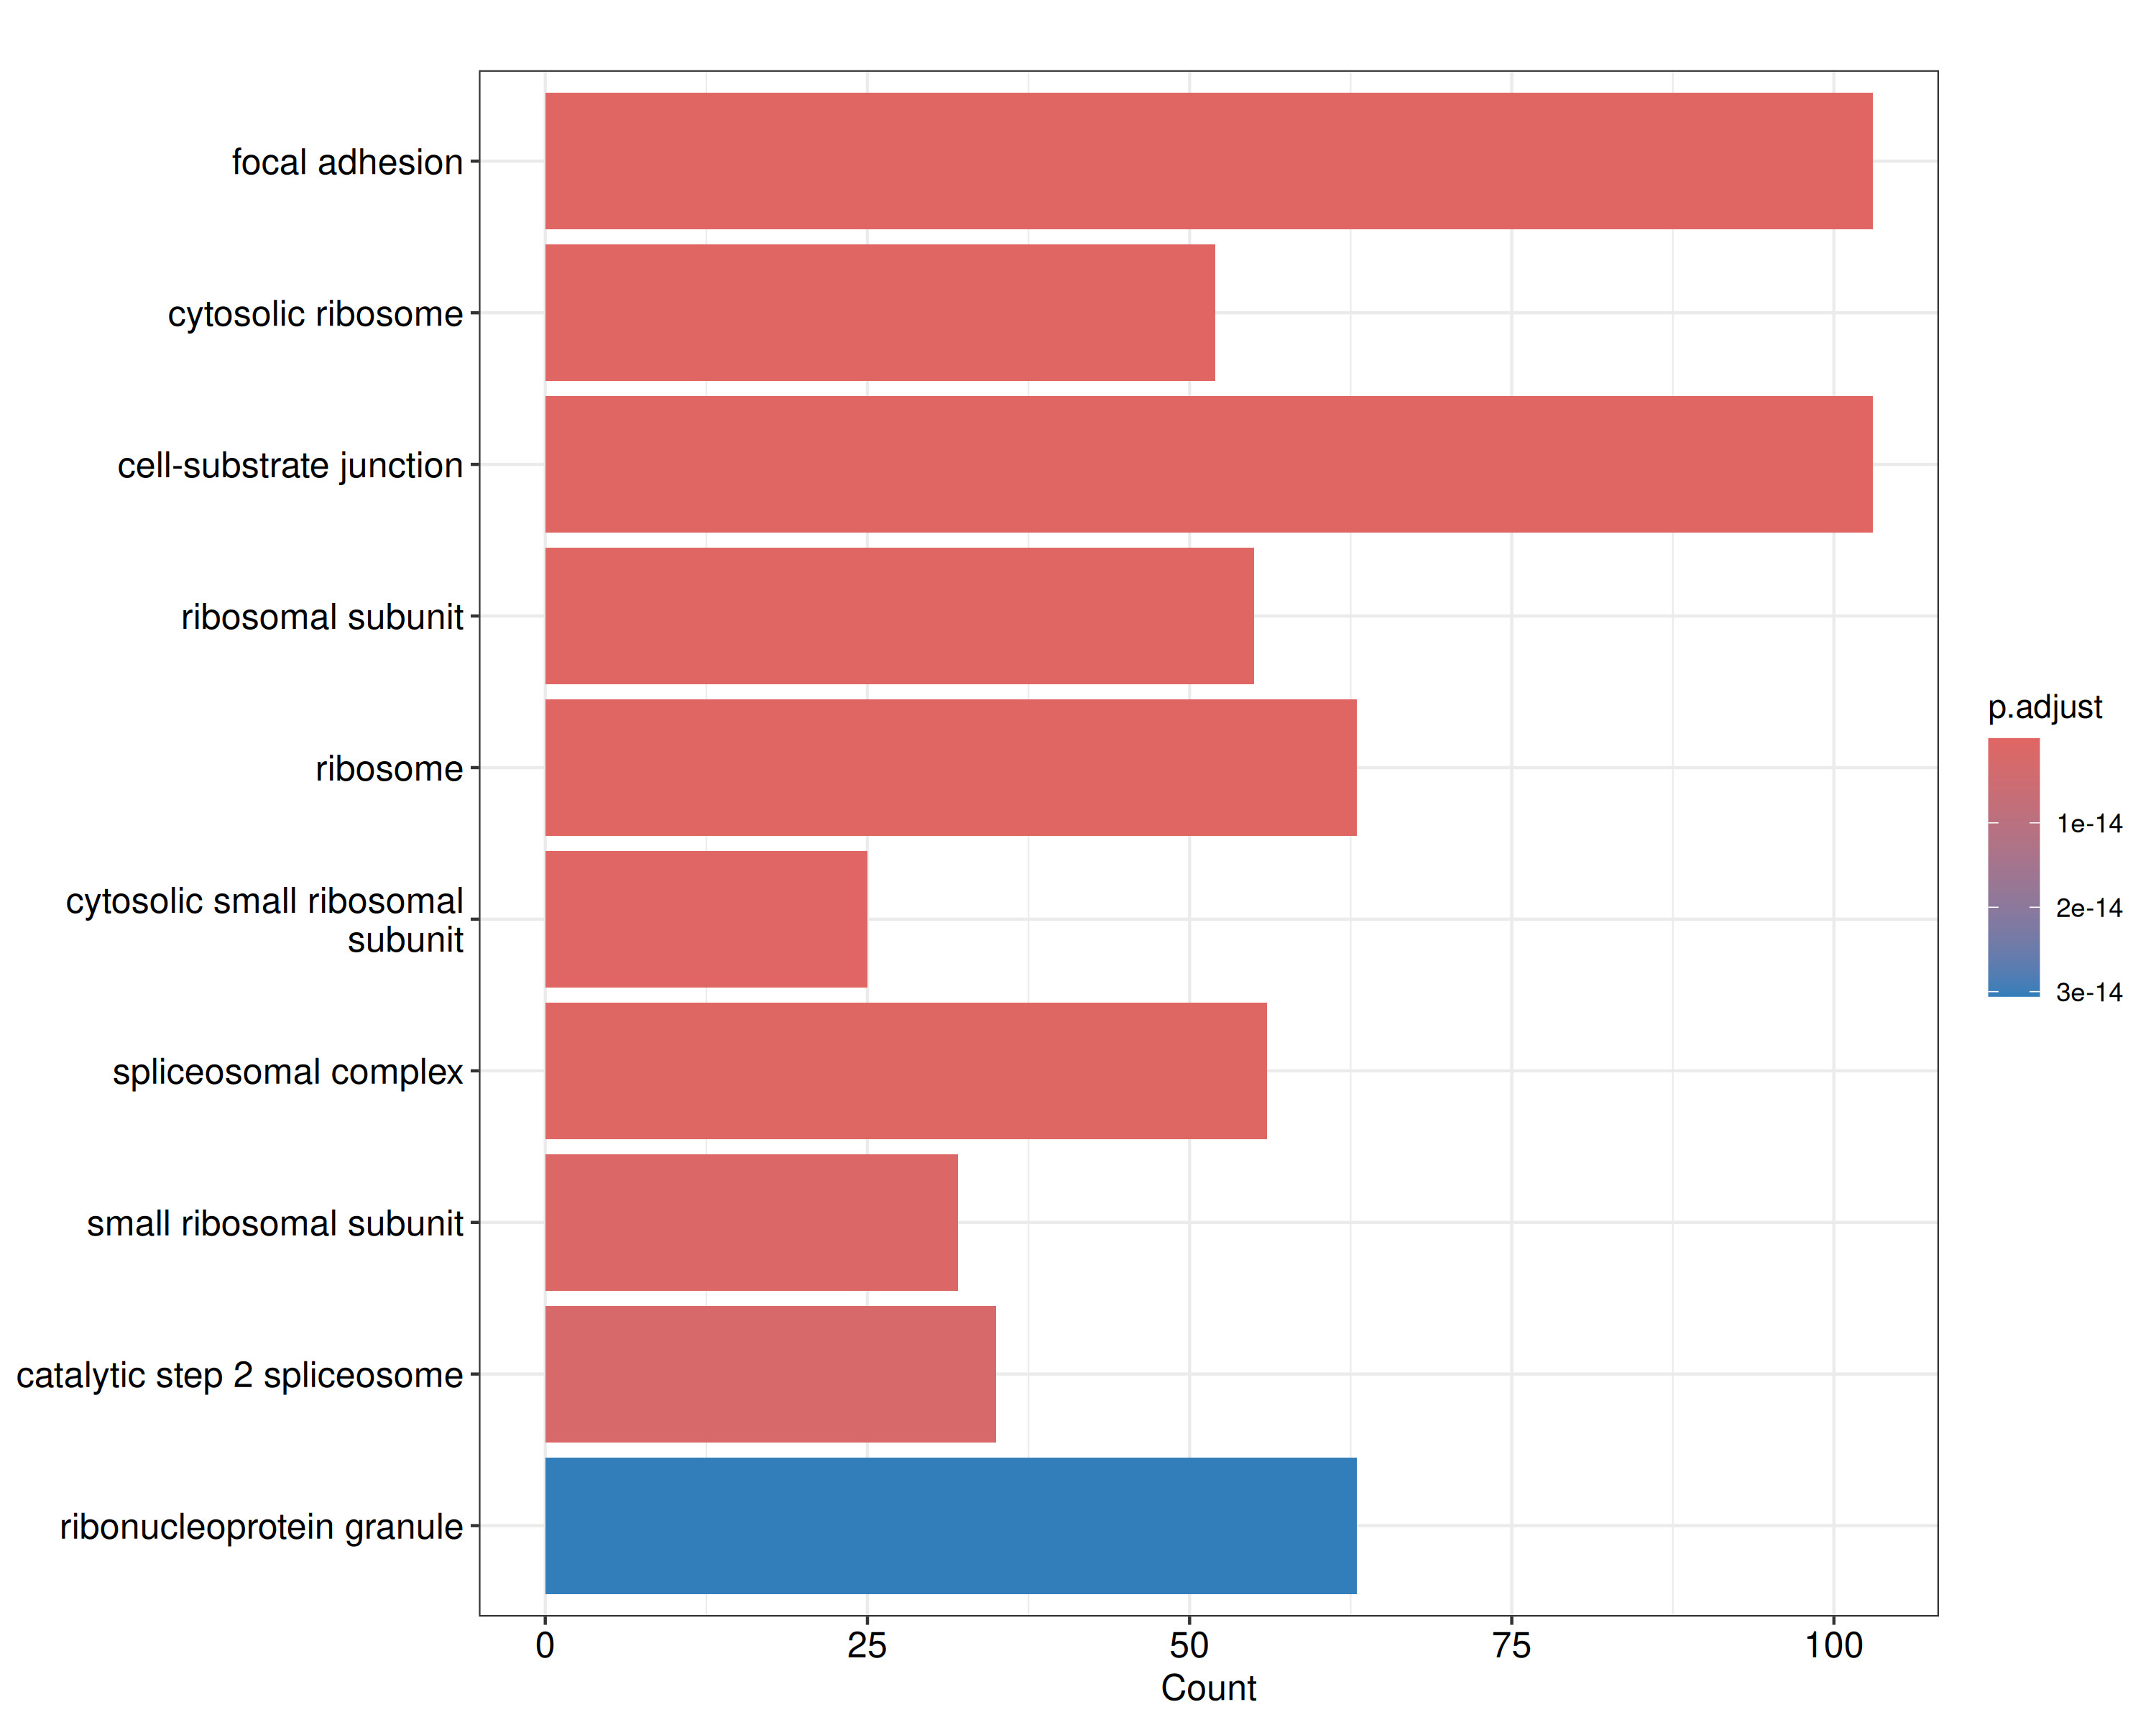 focal adhesion
cytosolic ribosome
cell-substrate junction
ribosomal subunit
ribosome
cytosolic small ribosomal
subunit
spliceosomal complex
small ribosomal subunit
catalytic step 2 spliceosome
ribonucleoprotein granule
0 25 50 75 100
Count
p.adjust
1e-14
2e-14
3e-14